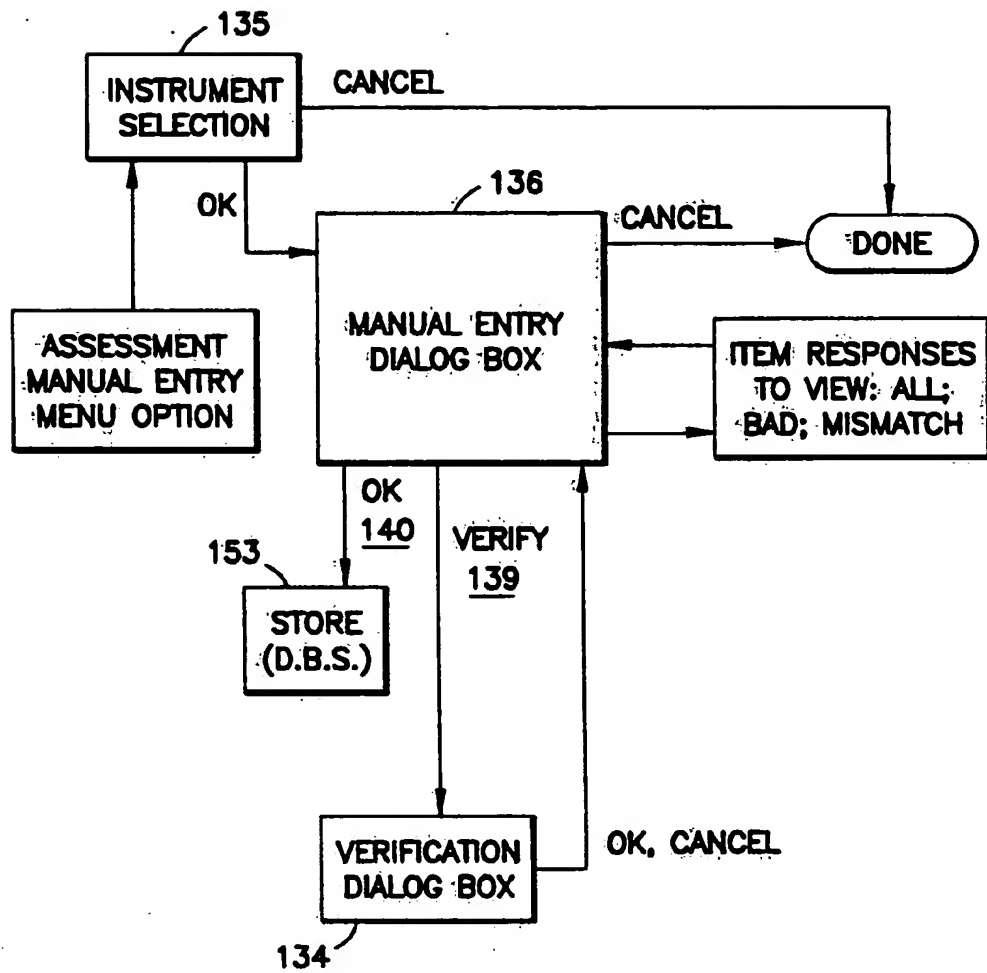 135
INSTRUMENT
SELECTION
CANCEL
OK
136
CANCEL
DONE
ASSESSMENT
MANUAL ENTRY
MENU OPTION
MANUAL ENTRY
DIALOG BOX
ITEM RESPONSES
TO VIEW: ALL;
BAD; MISMATCH
OK
140
VERIFY
139
153
STORE
(D.B.S.)
VERIFICATION
DIALOG BOX
OK, CANCEL
134